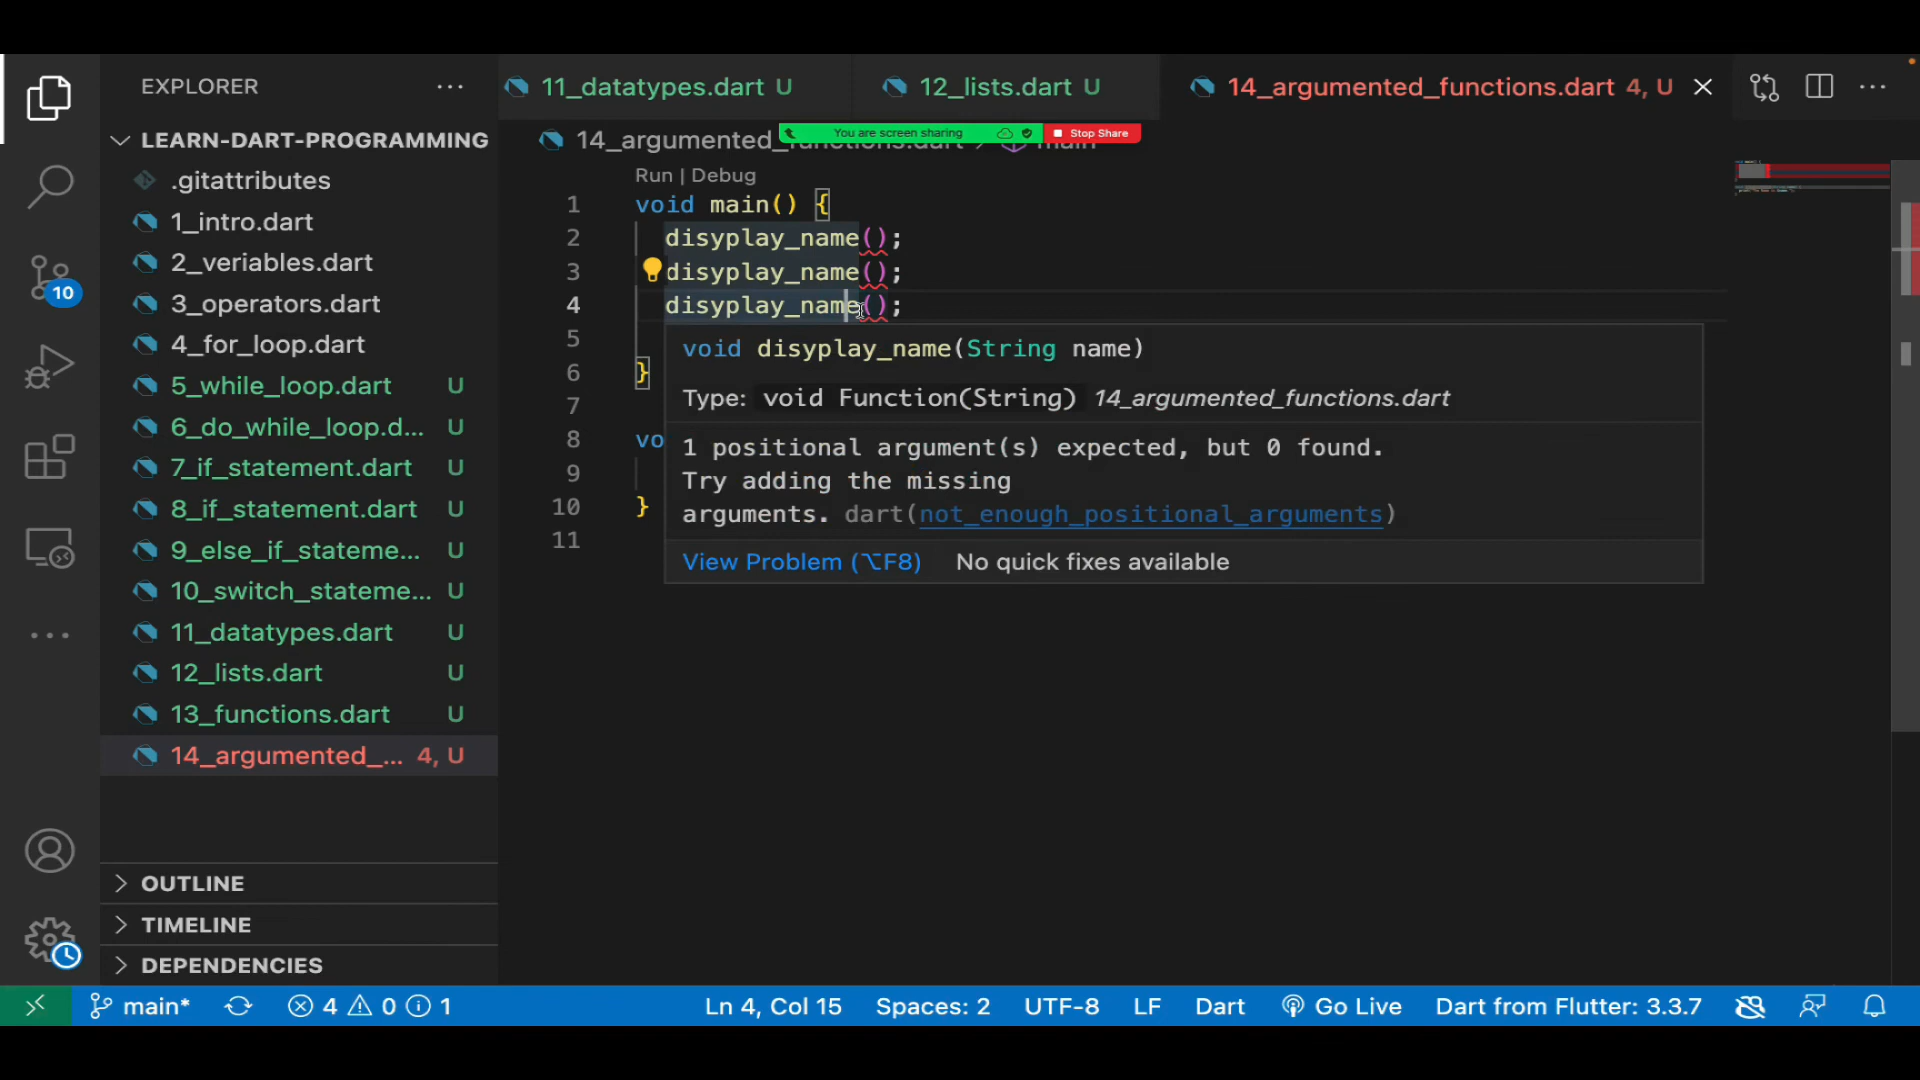 EXPLORER
LEARN-DART-PROGRAMMING
.gitattributes
1_intro.dart
2_veriables.dart
3_operators.dart
4_for_loop.dart
5_while_loop.dart U
6_do_while_loop.d... U
7_if_statement.dart U
8_if_statement.dart U
9_else_if_stateme... U
10_switch_stateme... U
11_datatypes.dart U
12_lists.dart U
13_functions.dart U
14_argumented_... 4, U
OUTLINE
TIMELINE
DEPENDENCIES
10
11_datatypes.dart U
12_lists.dart U
14_argumented_functions.dart 4, U
14_argumented_functions.dart > main
You are screen sharing
Stop Share
Run | Debug
1 void main() {
2 disyplay_name();
3 disyplay_name();
4 disyplay_name();
5
6 }
7
8 vo
9
10 }
11
void disyplay_name(String name)
Type: void Function(String) 14_argumented_functions.dart
1 positional argument(s) expected, but 0 found.
Try adding the missing
arguments. dart(not_enough_positional_arguments)
View Problem (⌥F8) No quick fixes available
main* 4 0 1 Ln 4, Col 15 Spaces: 2 UTF-8 LF Dart Go Live Dart from Flutter: 3.3.7